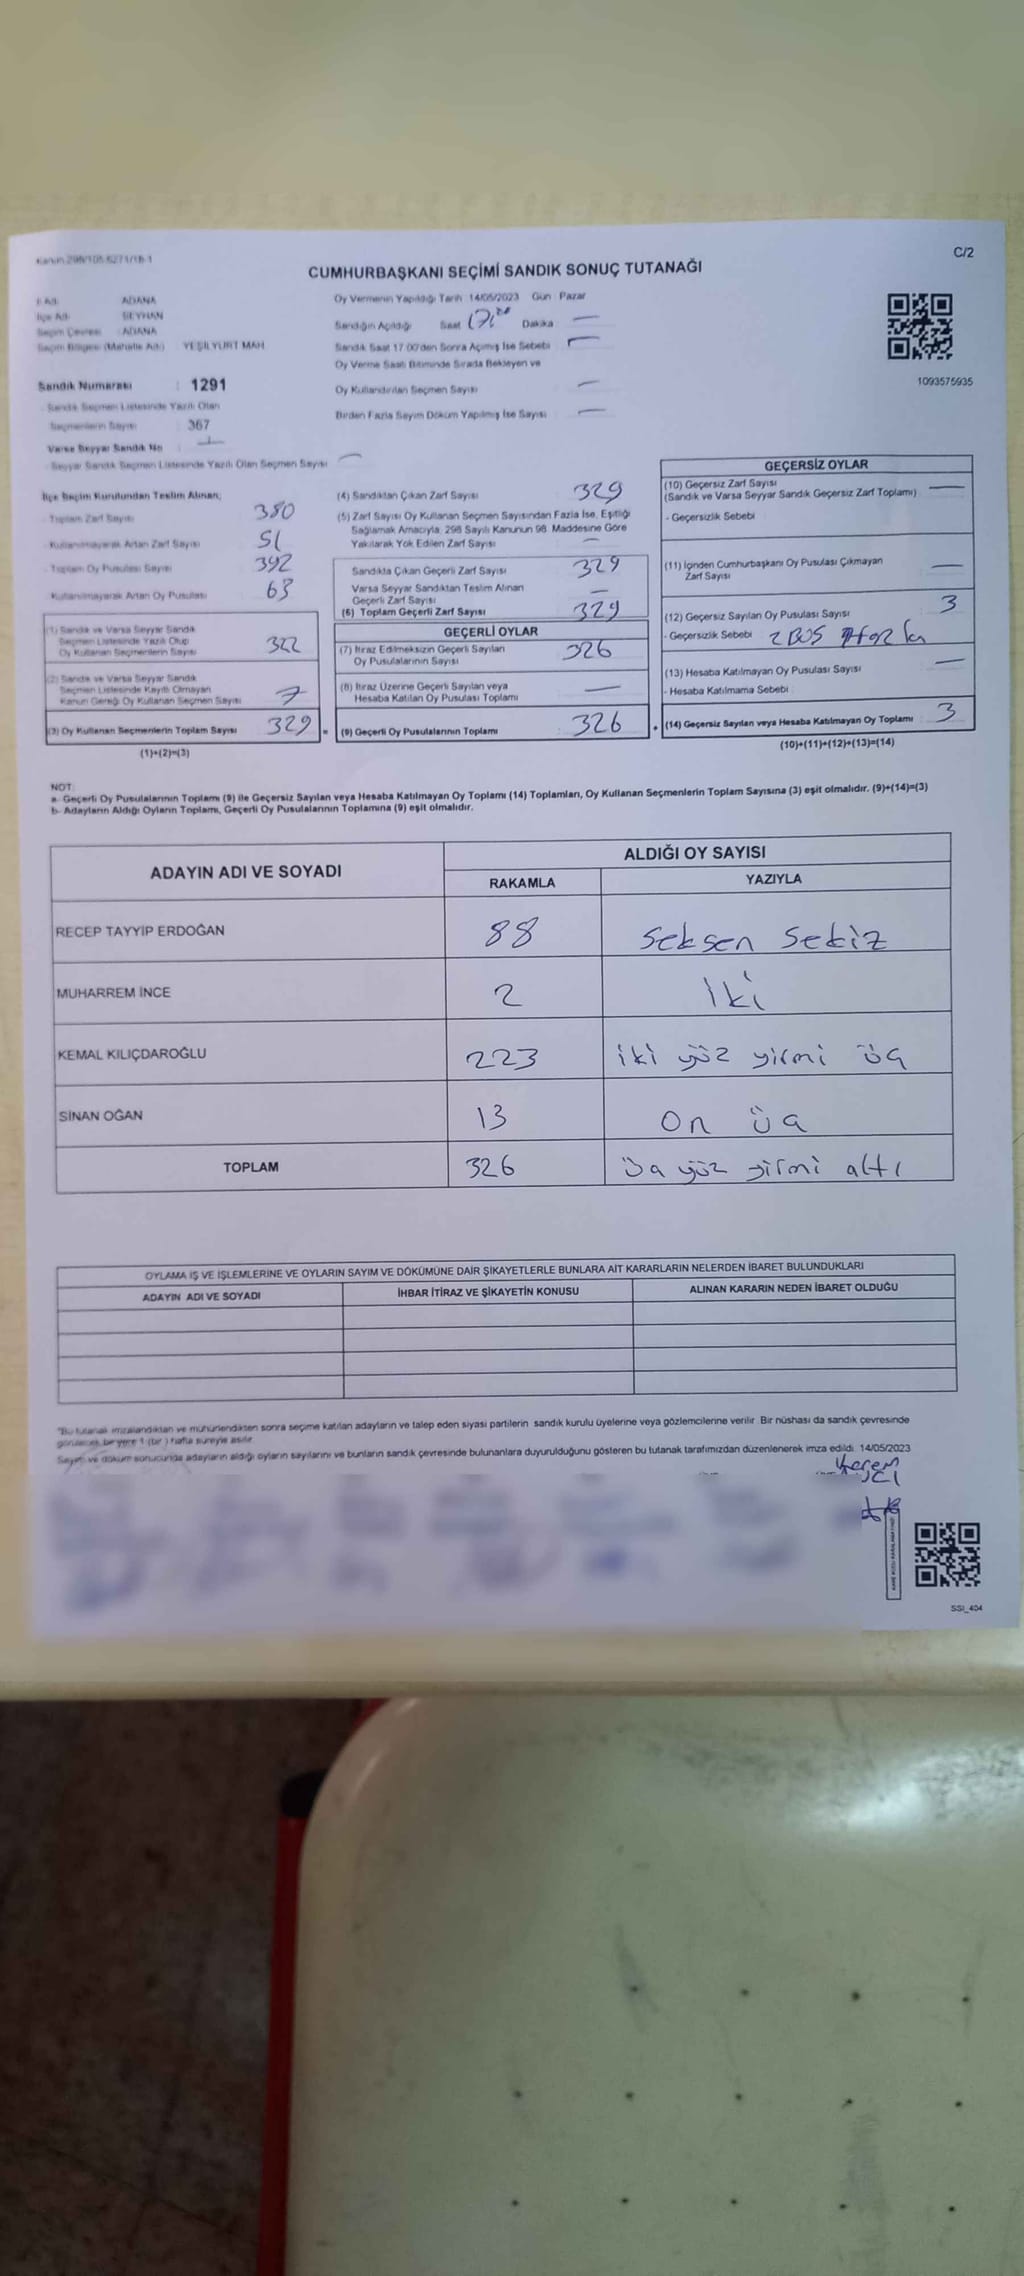 Kanun 298/105-6271/18-1
C/2
CUMHURBAŞKANI SEÇİMİ SANDIK SONUÇ TUTANAĞI
İl Adı : ADANA
İlçe Adı : SEYHAN
Seçim Çevresi : ADANA
Seçim Bölgesi (Mahalle Adı) : YEŞİLYURT MAH
Sandık Numarası : 1291
- Sandık Seçmen Listesinde Yazılı Olan
Seçmenlerin Sayısı : 367
Varsa Seyyar Sandık No
- Seyyar Sandık Seçmen Listesinde Yazılı Olan Seçmen Sayısı
Oy Vermenin Yapıldığı Tarih 14/05/2023 Gün : Pazar
Sandığın Açıldığı Saat 17.00 Dakika —
Sandık Saat 17.00'den Sonra Açılmış İse Sebebi
Oy Verme Saati Bitiminde Sırada Bekleyen ve
Oy Kullandırılan Seçmen Sayısı —
Birden Fazla Sayım Döküm Yapılmış İse Sayısı —
1093575935
İlçe Seçim Kurulundan Teslim Alınan;
- Toplam Zarf Sayısı 380
- Kullanılmayarak Artan Zarf Sayısı 51
- Toplam Oy Pusulası Sayısı 392
- Kullanılmayarak Artan Oy Pusulası 63
(1) Sandık ve Varsa Seyyar Sandık
Seçmen Listesinde Yazılı Olup
Oy Kullanan Seçmenlerin Sayısı 322
(2) Sandık ve Varsa Seyyar Sandık
Seçmen Listesinde Kayıtlı Olmayan
Kanun Gereği Oy Kullanan Seçmen Sayısı 7
(3) Oy Kullanan Seçmenlerin Toplam Sayısı 329 =
(1)+(2)=(3)
(4) Sandıktan Çıkan Zarf Sayısı 329
(5) Zarf Sayısı Oy Kullanan Seçmen Sayısından Fazla İse, Eşitliği
Sağlamak Amacıyla, 298 Sayılı Kanunun 98. Maddesine Göre
Yakılarak Yok Edilen Zarf Sayısı —
Sandıkta Çıkan Geçerli Zarf Sayısı 329
Varsa Seyyar Sandıktan Teslim Alınan
Geçerli Zarf Sayısı —
(6) Toplam Geçerli Zarf Sayısı 329
GEÇERLİ OYLAR
(7) İtiraz Edilmeksizin Geçerli Sayılan
Oy Pusulalarının Sayısı 326
(8) İtiraz Üzerine Geçerli Sayılan veya
Hesaba Katılan Oy Pusulası Toplamı —
(9) Geçerli Oy Pusulalarının Toplamı 326 +
GEÇERSİZ OYLAR
(10) Geçersiz Zarf Sayısı —
(Sandık ve Varsa Seyyar Sandık Geçersiz Zarf Toplamı)
- Geçersizlik Sebebi
(11) İçinden Cumhurbaşkanı Oy Pusulası Çıkmayan
Zarf Sayısı —
(12) Geçersiz Sayılan Oy Pusulası Sayısı 3
- Geçersizlik Sebebi 2 BOŞ
(13) Hesaba Katılmayan Oy Pusulası Sayısı —
- Hesaba Katılmama Sebebi
(14) Geçersiz Sayılan veya Hesaba Katılmayan Oy Toplamı 3
(10)+(11)+(12)+(13)=(14)
NOT:
a- Geçerli Oy Pusulalarının Toplamı (9) ile Geçersiz Sayılan veya Hesaba Katılmayan Oy Toplamı (14) Toplamları, Oy Kullanan Seçmenlerin Toplam Sayısına (3) eşit olmalıdır. (9)+(14)=(3)
b- Adayların Aldığı Oyların Toplamı, Geçerli Oy Pusulalarının Toplamına (9) eşit olmalıdır.
ADAYIN ADI VE SOYADI
ALDIĞI OY SAYISI
RAKAMLA YAZIYLA
RECEP TAYYİP ERDOĞAN 88 Seksen Sekiz
MUHARREM İNCE 2 İki
KEMAL KILIÇDAROĞLU 223 iki yüz yirmi üç
SİNAN OĞAN 13 On üç
TOPLAM 326 üç yüz yirmi altı
OYLAMA İŞ VE İŞLEMLERİNE VE OYLARIN SAYIM VE DÖKÜMÜNE DAİR ŞİKAYETLERLE BUNLARA AİT KARARLARIN NELERDEN İBARET BULUNDUKLARI
ADAYIN ADI VE SOYADI İHBAR İTİRAZ VE ŞİKAYETİN KONUSU ALINAN KARARIN NEDEN İBARET OLDUĞU
*Bu tutanak imzalandıktan ve mühürlendikten sonra seçime katılan adayların ve talep eden siyasi partilerin sandık kurulu üyelerine veya gözlemcilerine verilir. Bir nüshası da sandık çevresinde
görülecek bir yere 1 (bir) hafta süreyle asılır.
Sayım ve döküm sonucunda adayların aldığı oyların sayılarını ve bunların sandık çevresinde bulunanlara duyurulduğunu gösteren bu tutanak tarafımızdan düzenlenerek imza edildi. 14/05/2023
SSI_404